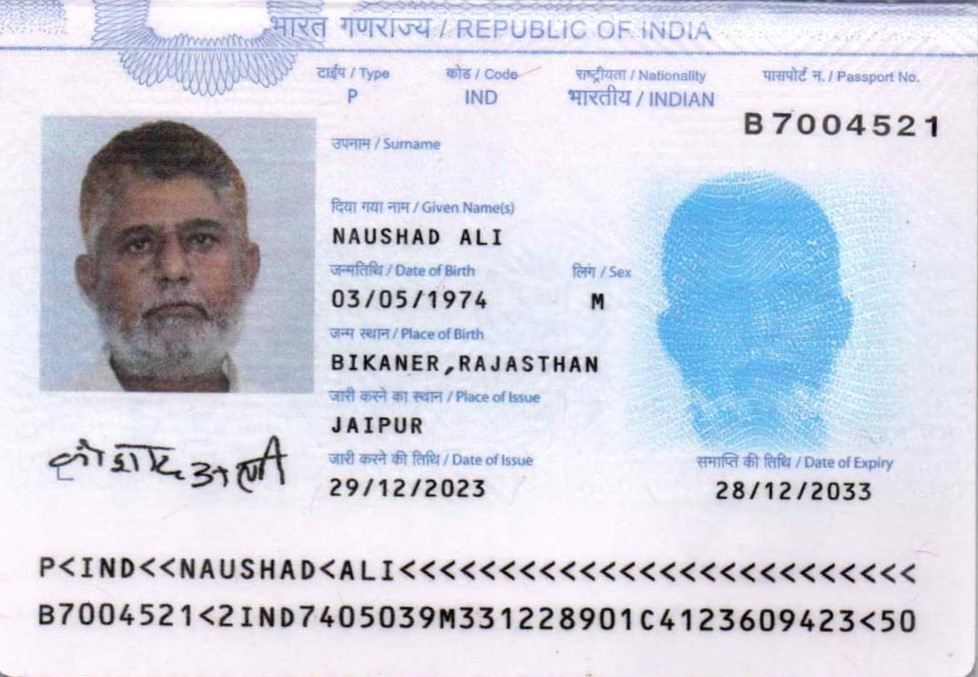 भारत गणराज्य / REPUBLIC OF INDIA
टाईप / Type कोड / Code राष्ट्रीयता / Nationality पासपोर्ट न. / Passport No.
P IND भारतीय / INDIAN B7004521
उपनाम / Surname
दिया गया नाम / Given Name(s)
NAUSHAD ALI
जन्मतिथि / Date of Birth लिंग / Sex
03/05/1974 M
जन्म स्थान / Place of Birth
BIKANER,RAJASTHAN
जारी करने का स्थान / Place of Issue
JAIPUR
जारी करने की तिथि / Date of Issue समाप्ति की तिथि / Date of Expiry
29/12/2023 28/12/2033
P<IND<<NAUSHAD<ALI<<<<<<<<<<<<<<<<<<<<<<<<<<
B7004521<2IND7405039M331228901C4123609423<50